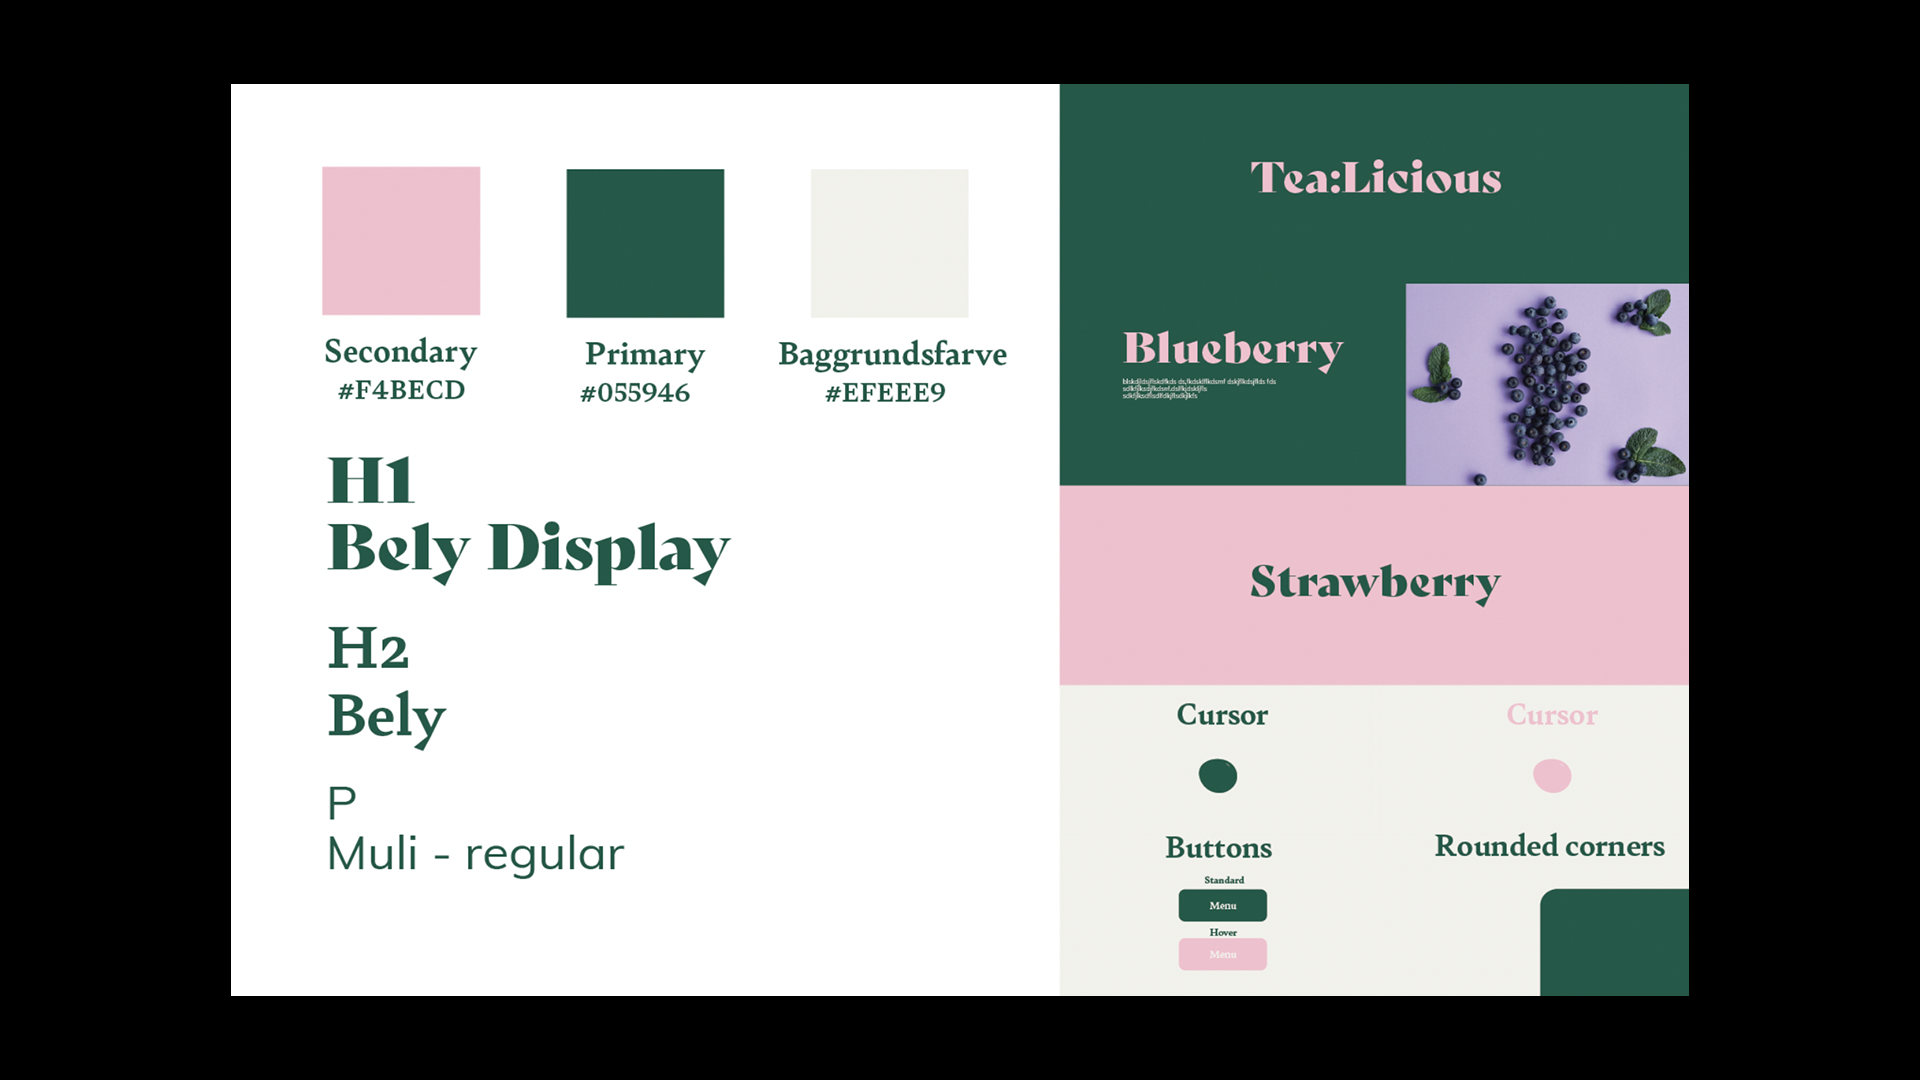 Secondary
#F4BECD
Primary
#055946
Baggrundsfarve
#EFEEE9
H1
Bely Display
H2
Bely
P
Muli - regular
Tea:Licious
Blueberry
Strawberry
Cursor
Cursor
Buttons
Standard
Menu
Hover
Menu
Rounded corners